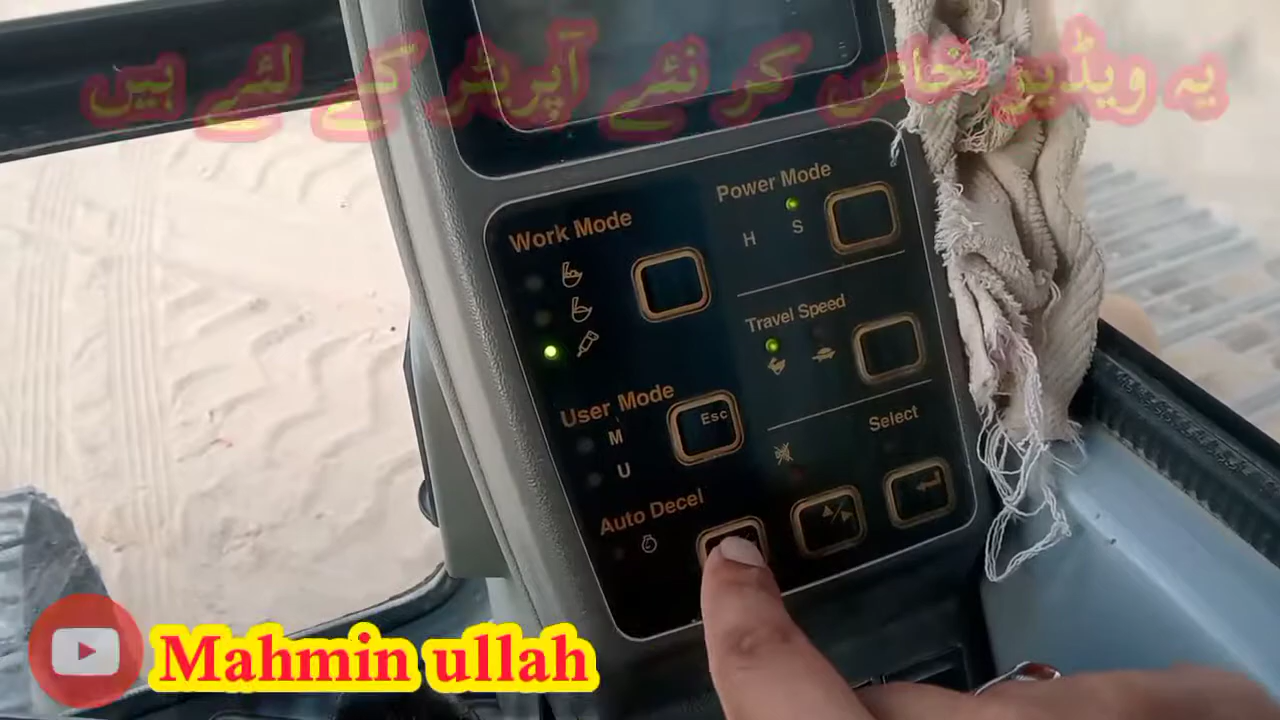 یہ ویڈیو خاص کر نئے آپریٹر کے لئے ہیں
Power Mode
H S
Work Mode
Travel Speed
User Mode
Esc
M
U
Select
Auto Decel
Mahmin ullah